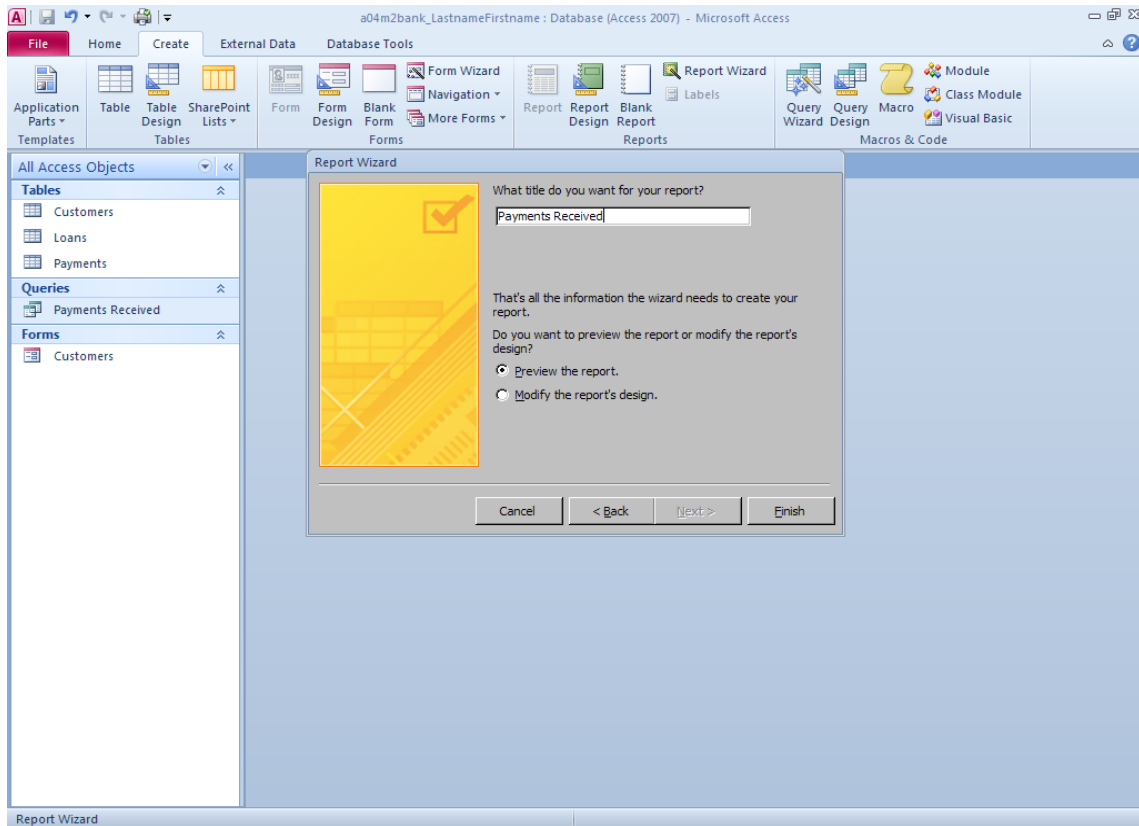 A
a04m2bank_LastnameFirstname : Database (Access 2007) - Microsoft Access
File Home Create External Data Database Tools
Application Parts
Templates
Table
Table Design
SharePoint Lists
Tables
Form
Form Design
Blank Form
Form Wizard
Navigation
More Forms
Forms
Report
Report Design
Blank Report
Report Wizard
Labels
Reports
Query Wizard
Query Design
Macro
Module
Class Module
Visual Basic
Macros & Code
All Access Objects
Tables
Customers
Loans
Payments
Queries
Payments Received
Forms
Customers
Report Wizard
What title do you want for your report?
Payments Received
That's all the information the wizard needs to create your
report.
Do you want to preview the report or modify the report's
design?
Preview the report.
Modify the report's design.
Cancel < Back Next > Finish
Report Wizard